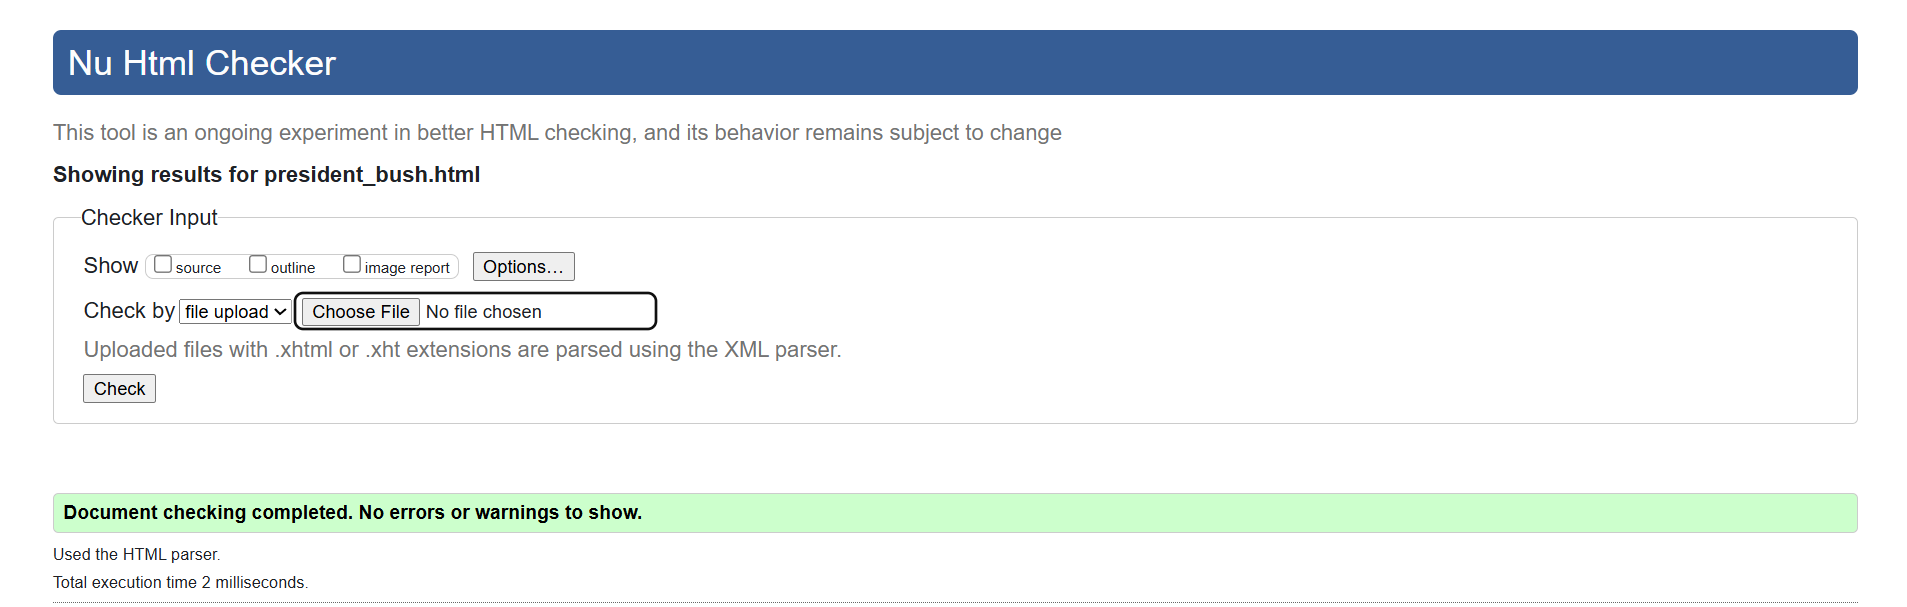 Nu Html Checker
This tool is an ongoing experiment in better HTML checking, and its behavior remains subject to change
Showing results for president_bush.html
Checker Input
Show source outline image report Options...
Check by file upload Choose File No file chosen
Uploaded files with .xhtml or .xht extensions are parsed using the XML parser.
Check
Document checking completed. No errors or warnings to show.
Used the HTML parser.
Total execution time 2 milliseconds.